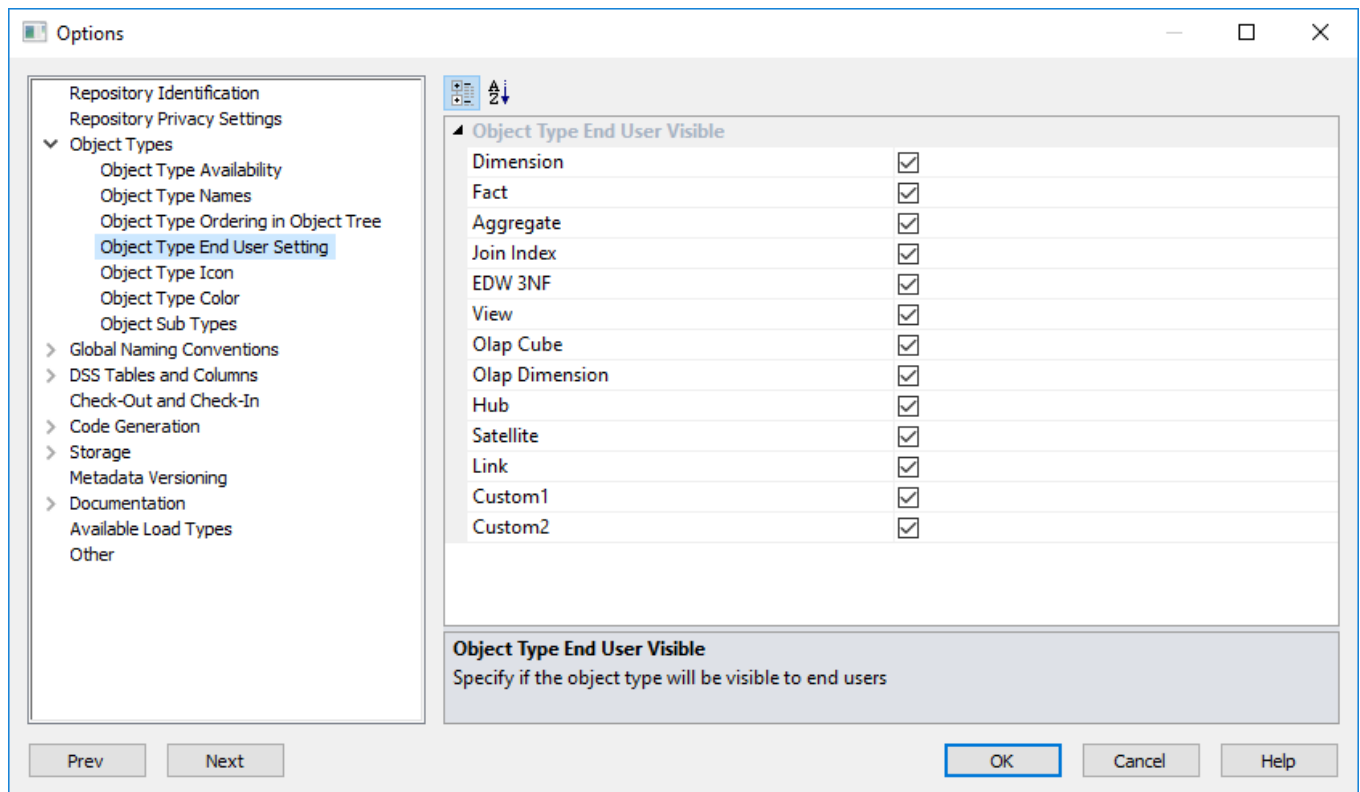 Options
Repository Identification
Repository Privacy Settings
Object Types
Object Type Availability
Object Type Names
Object Type Ordering in Object Tree
Object Type End User Setting
Object Type Icon
Object Type Color
Object Sub Types
Global Naming Conventions
DSS Tables and Columns
Check-Out and Check-In
Code Generation
Storage
Metadata Versioning
Documentation
Available Load Types
Other
A
Z
Object Type End User Visible
Dimension
Fact
Aggregate
Join Index
EDW 3NF
View
Olap Cube
Olap Dimension
Hub
Satellite
Link
Custom1
Custom2
Object Type End User Visible
Specify if the object type will be visible to end users
Prev Next OK Cancel Help